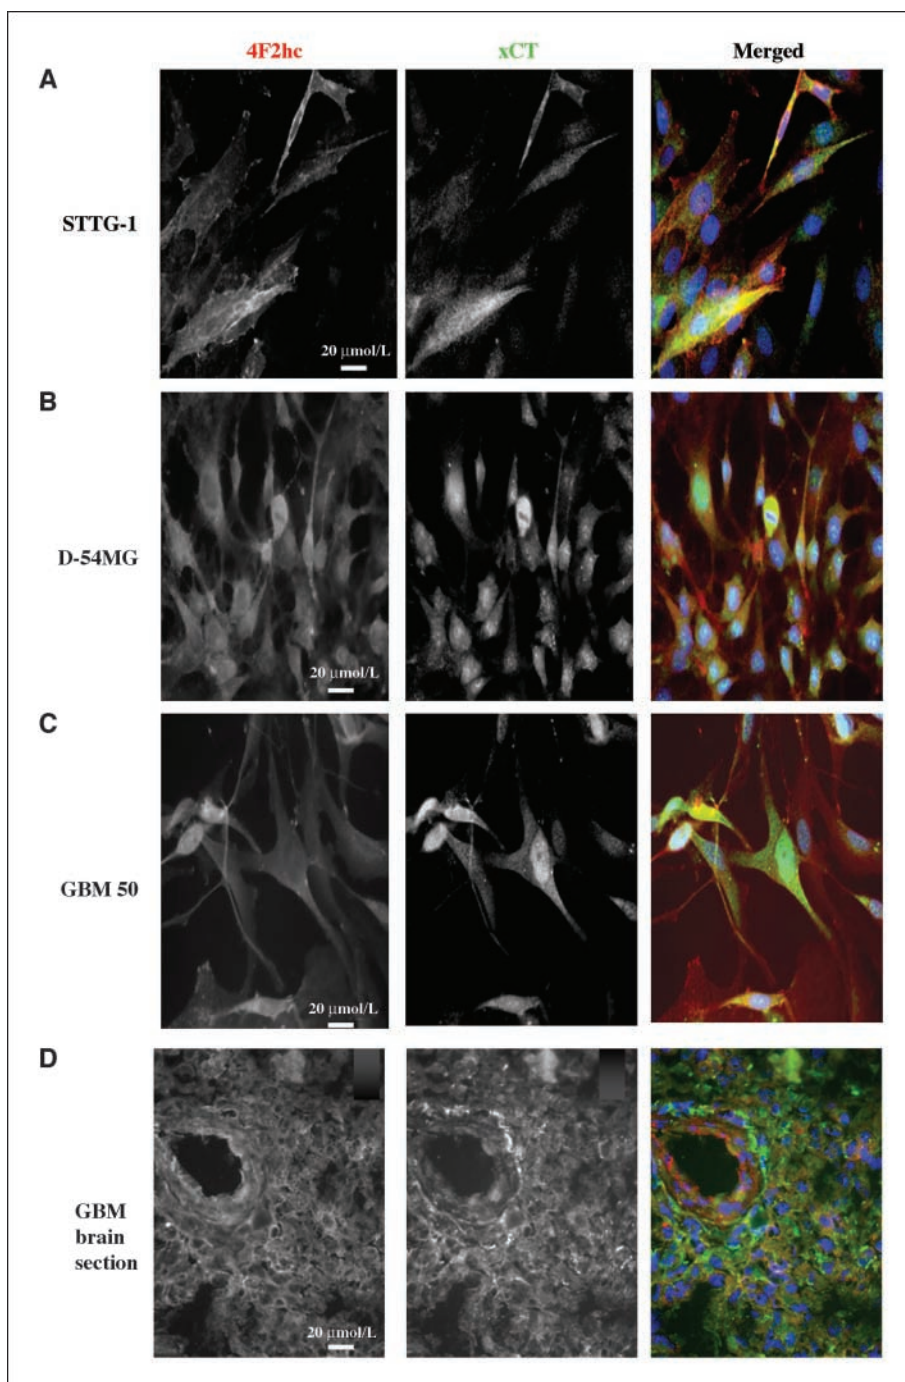 4F2hc xCT Merged
A
STTG-1
20 μmol/L
B
D-54MG
20 μmol/L
C
GBM 50
20 μmol/L
D
GBM
brain
section
20 μmol/L